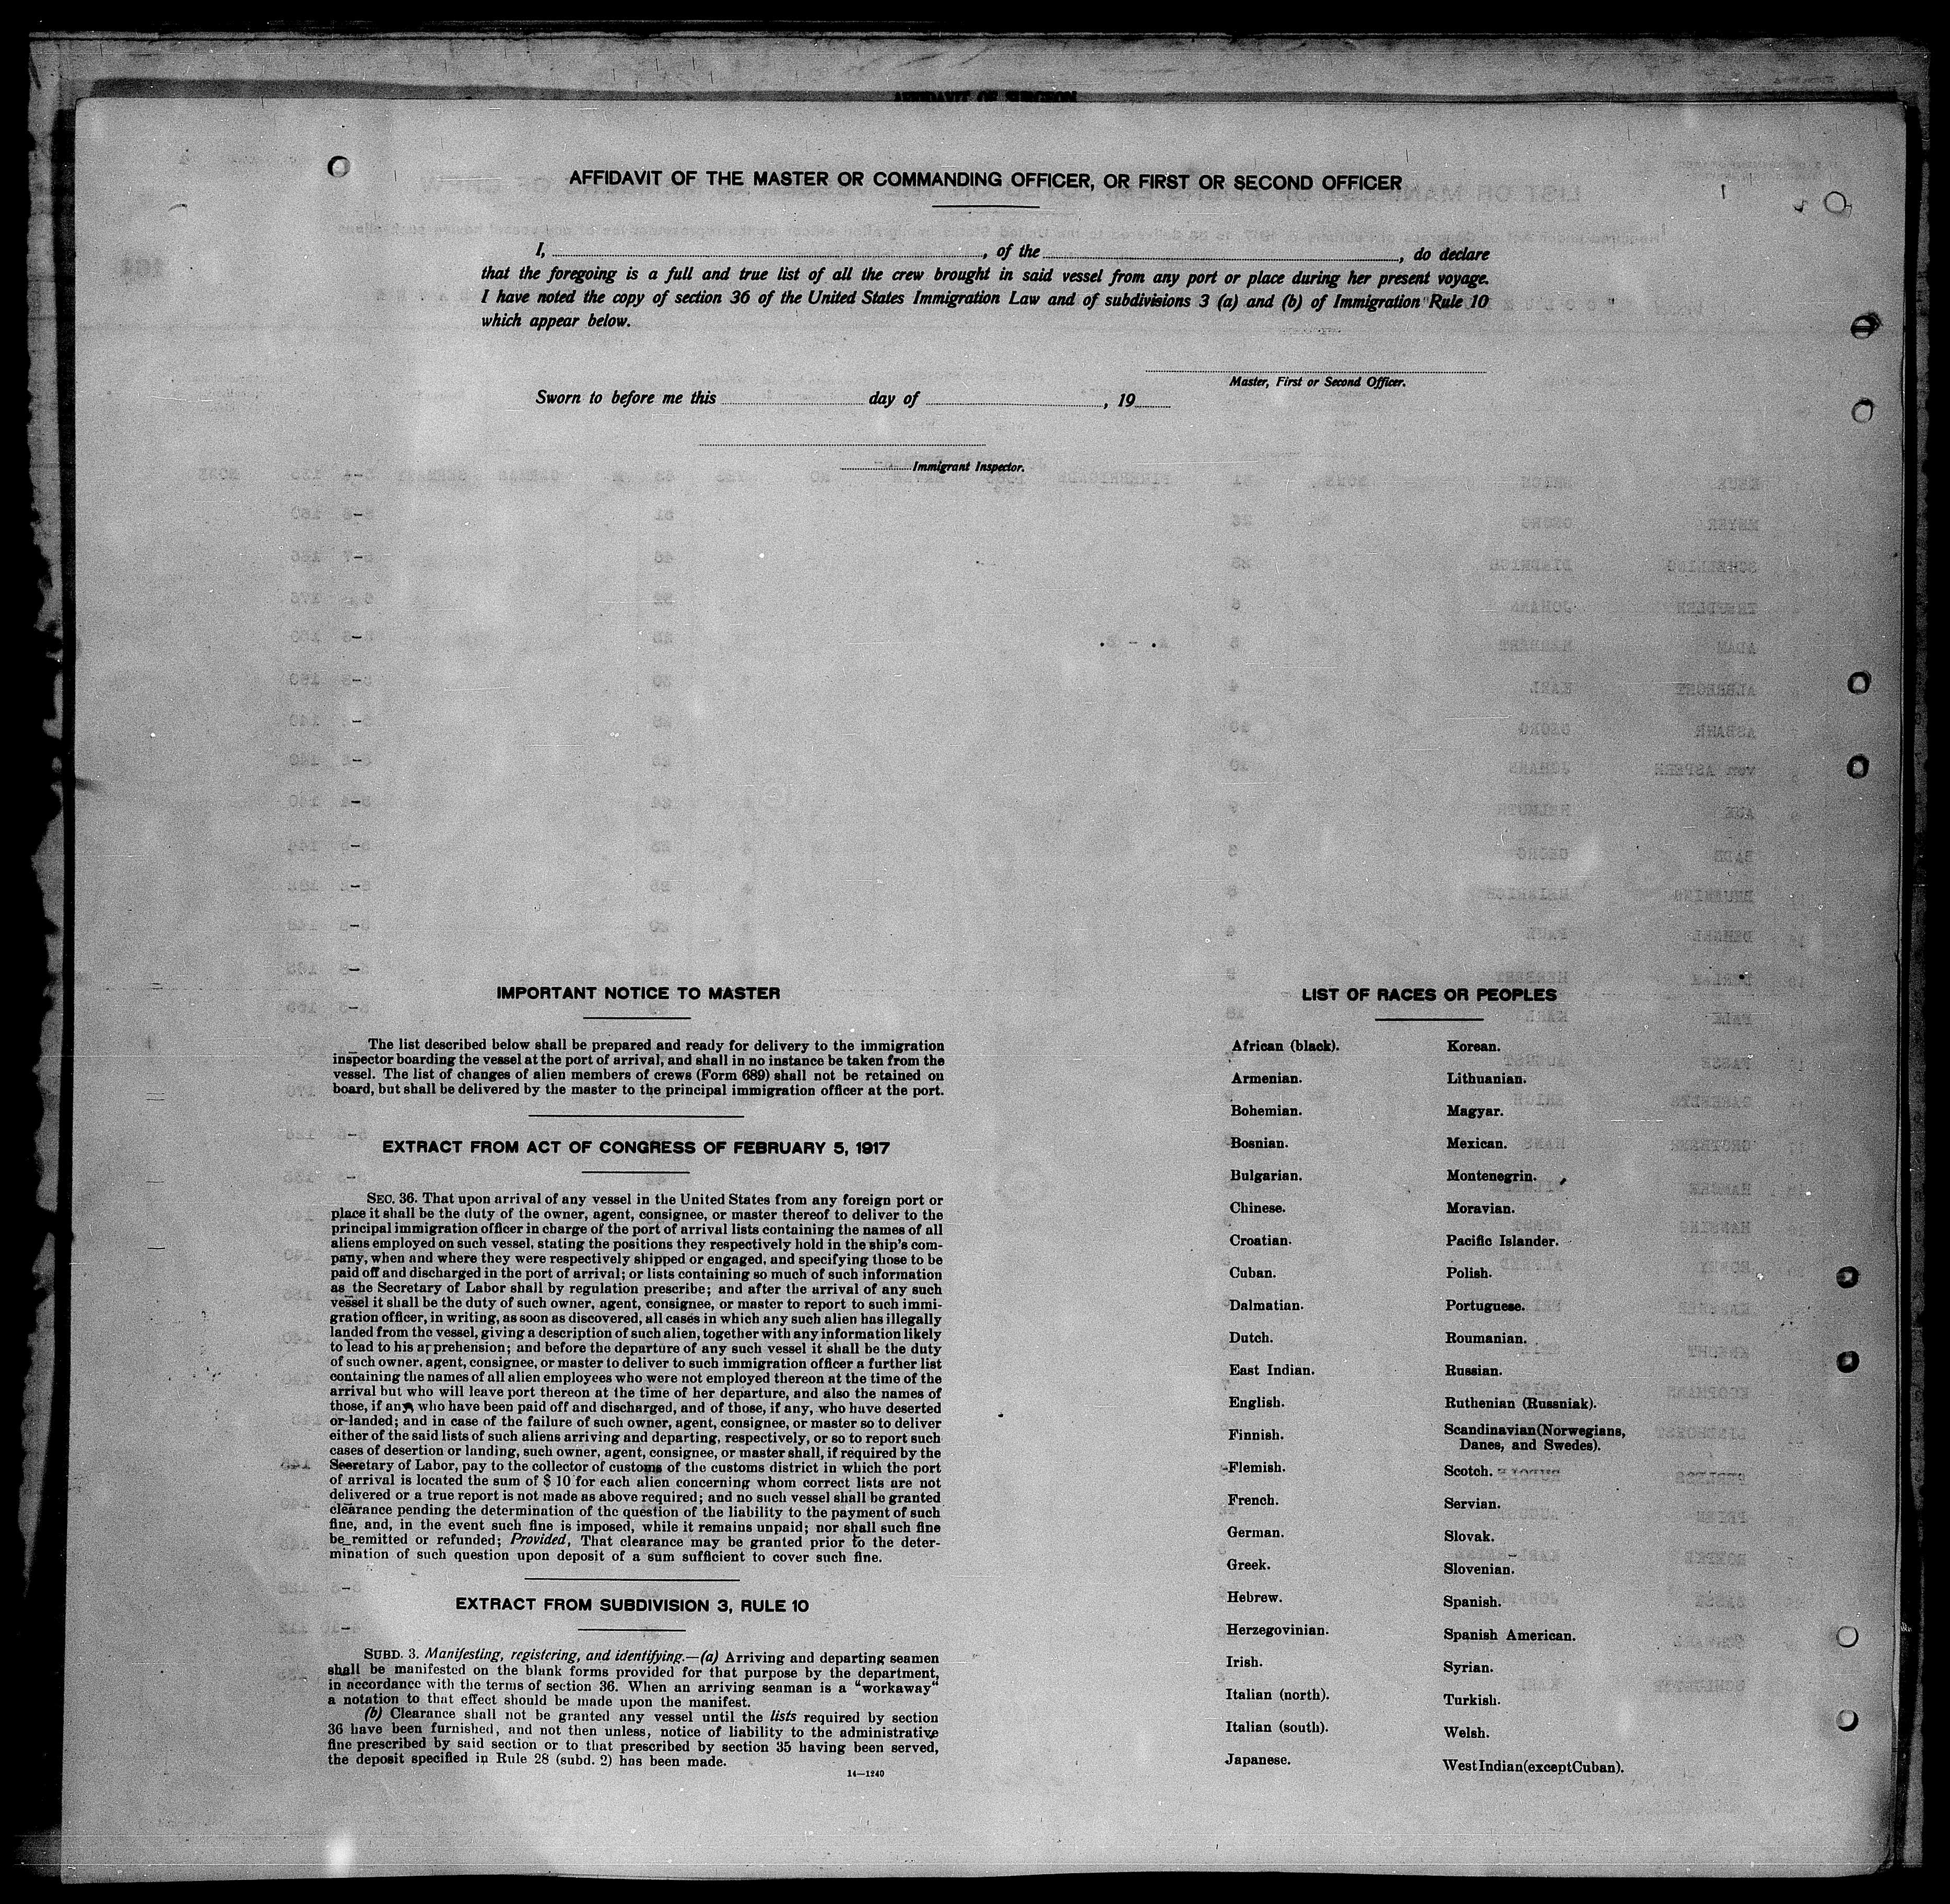 AFFIDAVIT OF SURGEON
AFFIDAVIT OF THE MASTER OR COMMANDING OFFICER, OR FIRST OR SECOND OFFICER
I, , of the , do declare
that the foregoing is a full and true list of all the crew brought in said vessel from any port or place during her present voyage.
I have noted the copy of section 36 of the United States Immigration Law and of subdivisions 3 (a) and (b) of Immigration Rule 10
which appear below.
Master, First or Second Officer.
Sworn to before me this day of , 19
Immigrant Inspector.
IMPORTANT NOTICE TO MASTER
The list described below shall be prepared and ready for delivery to the immigration
inspector boarding the vessel at the port of arrival, and shall in no instance be taken from the
vessel. The list of changes of alien members of crews (Form 689) shall not be retained on
board, but shall be delivered by the master to the principal immigration officer at the port.
EXTRACT FROM ACT OF CONGRESS OF FEBRUARY 5, 1917
SEC. 36. That upon arrival of any vessel in the United States from any foreign port or
place it shall be the duty of the owner, agent, consignee, or master thereof to deliver to the
principal immigration officer in charge of the port of arrival lists containing the names of all
aliens employed on such vessel, stating the positions they respectively hold in the ship's com-
pany, when and where they were respectively shipped or engaged, and specifying those to be
paid off and discharged in the port of arrival; or lists containing so much of such information
as the Secretary of Labor shall by regulation prescribe; and after the arrival of any such
vessel it shall be the duty of such owner, agent, consignee, or master to report to such immi-
gration officer, in writing, as soon as discovered, all cases in which any such alien has illegally
landed from the vessel, giving a description of such alien, together with any information likely
to lead to his apprehension; and before the departure of any such vessel it shall be the duty
of such owner, agent, consignee, or master to deliver to such immigration officer a further list
containing the names of all alien employees who were not employed thereon at the time of the
arrival but who will leave port thereon at the time of her departure, and also the names of
those, if any, who have been paid off and discharged, and of those, if any, who have deserted
or landed; and in case of the failure of such owner, agent, consignee, or master so to deliver
either of the said lists of such aliens arriving and departing, respectively, or so to report such
cases of desertion or landing, such owner, agent, consignee, or master shall, if required by the
Secretary of Labor, pay to the collector of customs of the customs district in which the port
of arrival is located the sum of $ 10 for each alien concerning whom correct lists are not
delivered or a true report is not made as above required; and no such vessel shall be granted
clearance pending the determination of the question of the liability to the payment of such
fine, and, in the event such fine is imposed, while it remains unpaid; nor shall such fine
be remitted or refunded; Provided, That clearance may be granted prior to the deter-
mination of such question upon deposit of a sum sufficient to cover such fine.
EXTRACT FROM SUBDIVISION 3, RULE 10
SUBD. 3. Manifesting, registering, and identifying.—(a) Arriving and departing seamen
shall be manifested on the blank forms provided for that purpose by the department,
in accordance with the terms of section 36. When an arriving seaman is a "workaway"
a notation to that effect should be made upon the manifest.
(b) Clearance shall not be granted any vessel until the lists required by section
36 have been furnished, and not then unless, notice of liability to the administrative
fine prescribed by said section or to that prescribed by section 35 having been served,
the deposit specified in Rule 28 (subd. 2) has been made.
14—1240
LIST OF RACES OR PEOPLES
African (black).
Armenian.
Bohemian.
Bosnian.
Bulgarian.
Chinese.
Croatian.
Cuban.
Dalmatian.
Dutch.
East Indian.
English.
Finnish.
Flemish.
French.
German.
Greek.
Hebrew.
Herzegovinian.
Irish.
Italian (north).
Italian (south).
Japanese.
Korean.
Lithuanian.
Magyar.
Mexican.
Montenegrin.
Moravian.
Pacific Islander.
Polish.
Portuguese.
Roumanian.
Russian.
Ruthenian (Russniak).
Scandinavian (Norwegians,
Danes, and Swedes).
Scotch.
Servian.
Slovak.
Slovenian.
Spanish.
Spanish American.
Syrian.
Turkish.
Welsh.
West Indian (except Cuban).